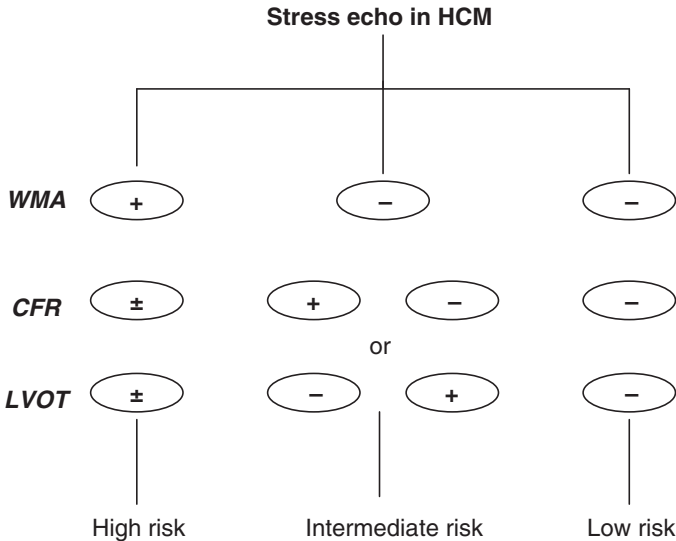 Stress echo in HCM
WMA + – –
CFR ± + – –
or
LVOT ± – + –
High risk Intermediate risk Low risk